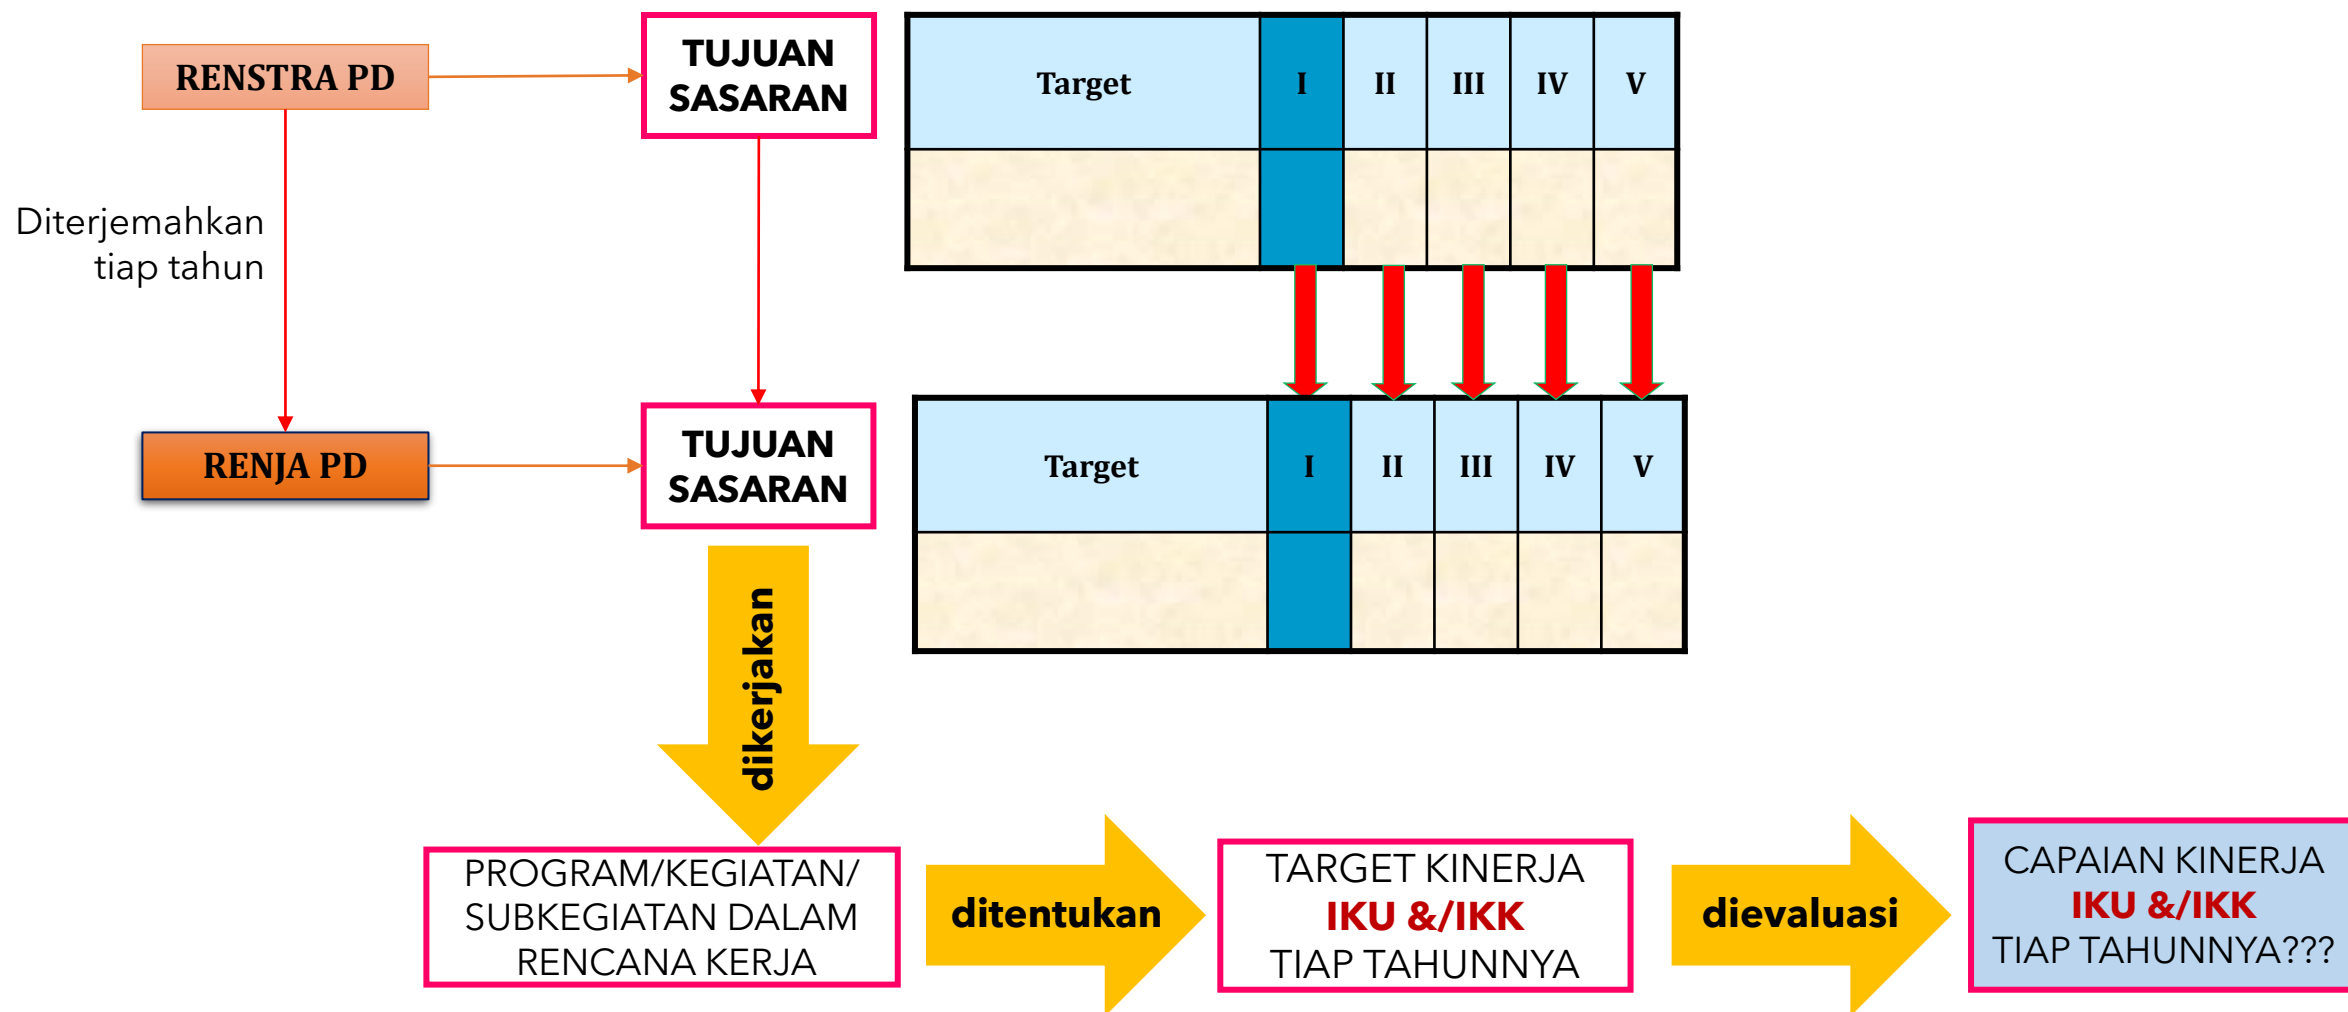 RENSTRA PD
TUJUAN
SASARAN
Target I II III IV V
Diterjemahkan
tiap tahun
RENJA PD
TUJUAN
SASARAN
Target I II III IV V
dikerjakan
PROGRAM/KEGIATAN/
SUBKEGIATAN DALAM
RENCANA KERJA
ditentukan
TARGET KINERJA
IKU &/IKK
TIAP TAHUNNYA
dievaluasi
CAPAIAN KINERJA
IKU &/IKK
TIAP TAHUNNYA???